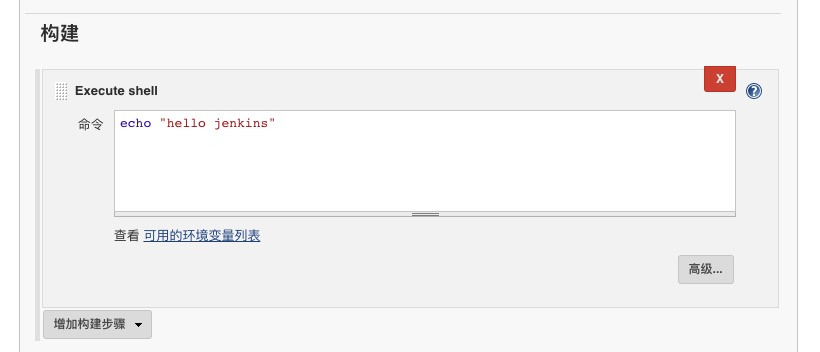 构建
X
Execute shell
?
命令 echo "hello jenkins"
查看 可用的环境变量列表
高级...
增加构建步骤